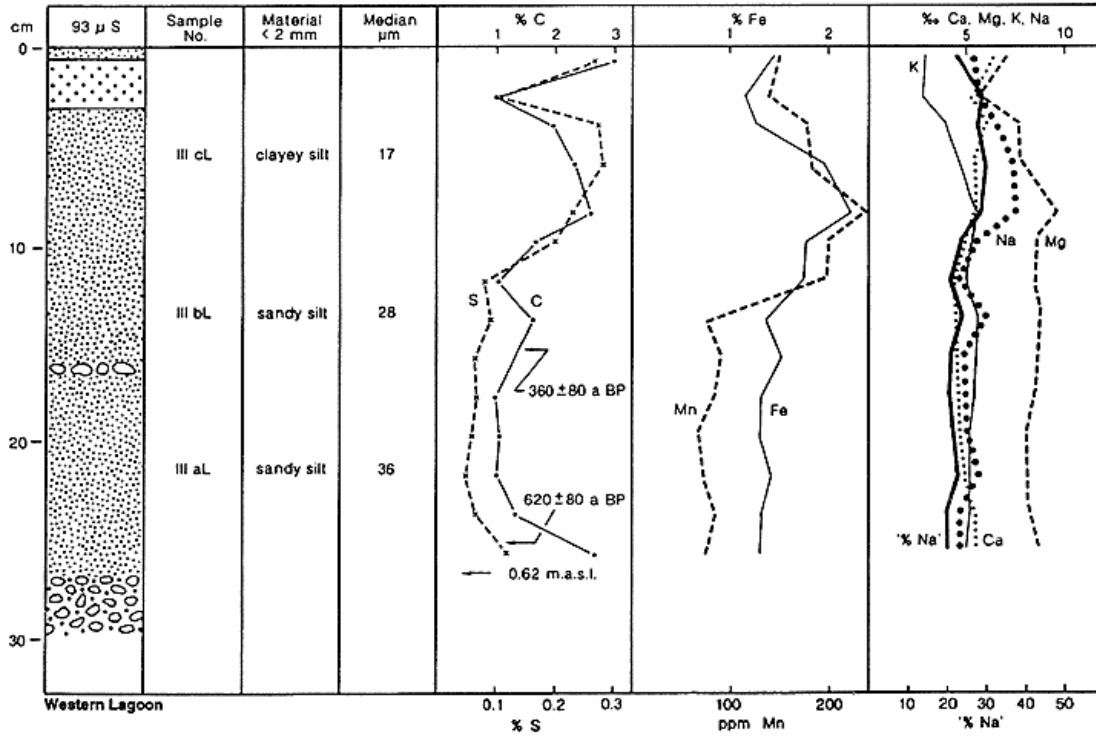 cm
93 µ S
Sample No.
Material < 2 mm
Median µm
% C
1 2 3
% Fe
1 2
‰ Ca, Mg, K, Na
5 10
0
K
III cL clayey silt 17
10
Na Mg
S C
III bL sandy silt 28
360±80 a BP
Mn Fe
20
III aL sandy silt 36
620±80 a BP
'% Na' Ca
0.62 m.a.s.l.
30
Western Lagoon
0.1 0.2 0.3
% S
100 200
ppm Mn
10 20 30 40 50
'% Na'